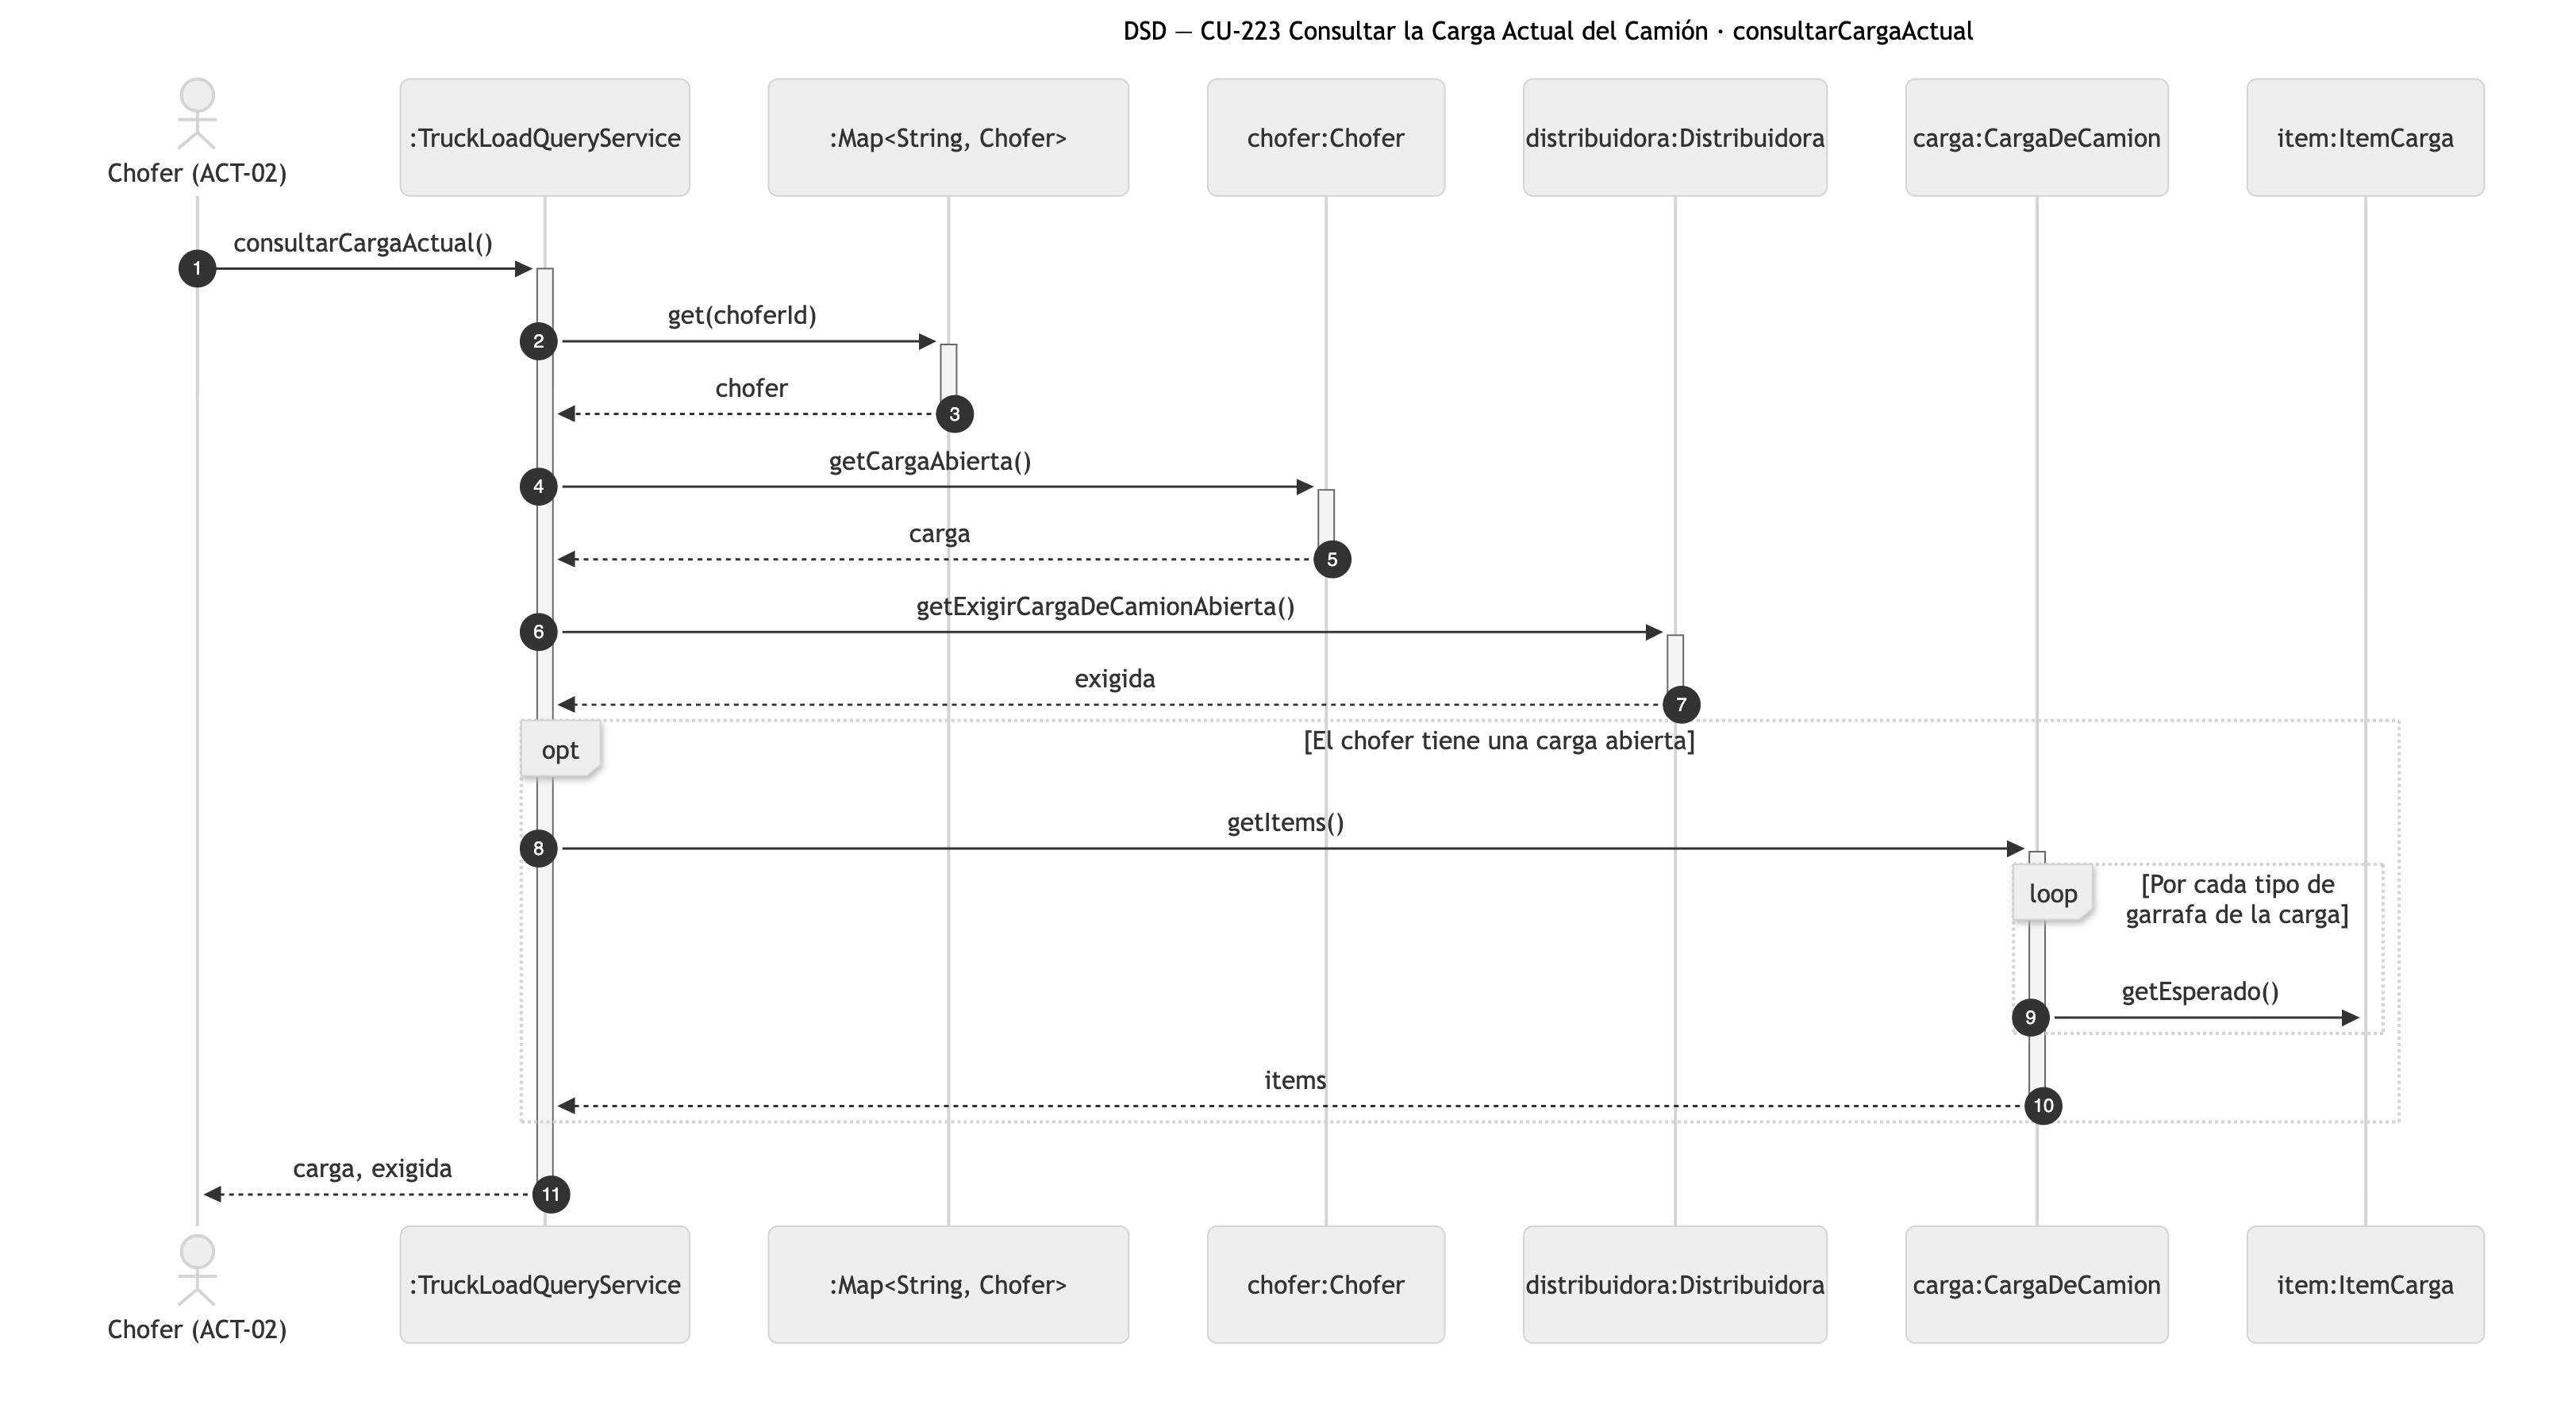 DSD — CU-223 Consultar la Carga Actual del Camión · consultarCargaActual
Chofer (ACT-02)
:TruckLoadQueryService
:Map<String, Chofer>
chofer:Chofer
distribuidora:Distribuidora
carga:CargaDeCamion
item:ItemCarga
consultarCargaActual()
1
get(choferId)
2
chofer
3
getCargaAbierta()
4
carga
5
getExigirCargaDeCamionAbierta()
6
exigida
7
opt
[El chofer tiene una carga abierta]
getItems()
8
loop
[Por cada tipo de
garrafa de la carga]
getEsperado()
9
items
10
carga, exigida
11
Chofer (ACT-02)
:TruckLoadQueryService
:Map<String, Chofer>
chofer:Chofer
distribuidora:Distribuidora
carga:CargaDeCamion
item:ItemCarga